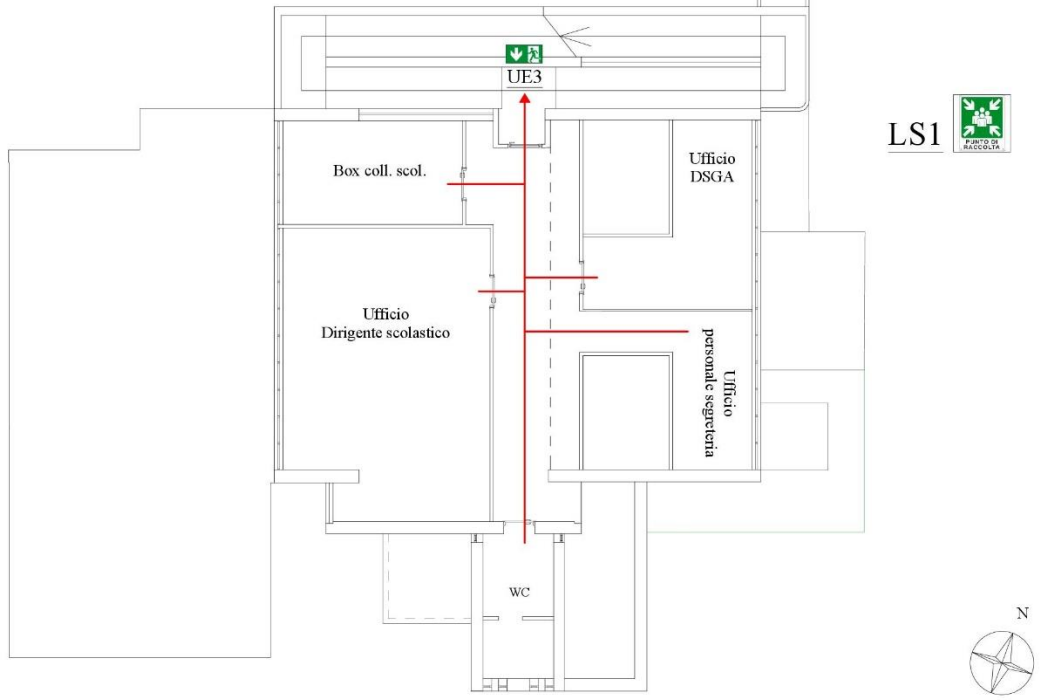 UE3
LS1
PUNTO DI
RACCOLTA
Box coll. scol.
Ufficio
DSGA
Ufficio
Dirigente scolastico
Ufficio
personale segreteria
WC
N